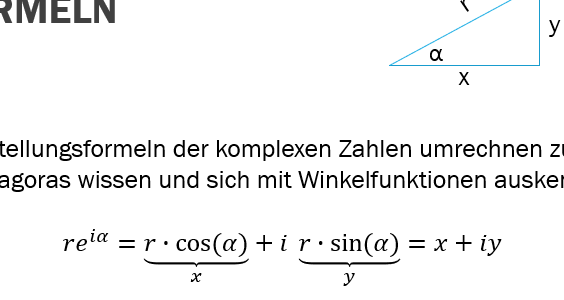 RMELN
r
y
α
x
tellungsformeln der komplexen Zahlen umrechnen zu
agoras wissen und sich mit Winkelfunktionen ausken
re^{iα} = r · cos(α) + i r · sin(α) = x + iy
x y